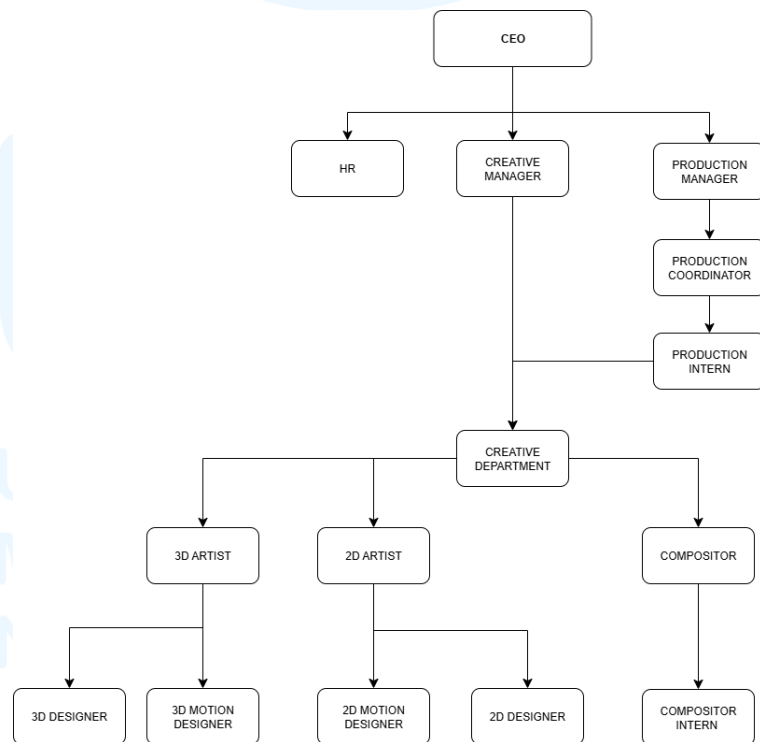 CEO
HR
CREATIVE
MANAGER
PRODUCTION
MANAGER
PRODUCTION
COORDINATOR
PRODUCTION
INTERN
CREATIVE
DEPARTMENT
3D ARTIST
2D ARTIST
COMPOSITOR
3D DESIGNER
3D MOTION
DESIGNER
2D MOTION
DESIGNER
2D DESIGNER
COMPOSITOR
INTERN